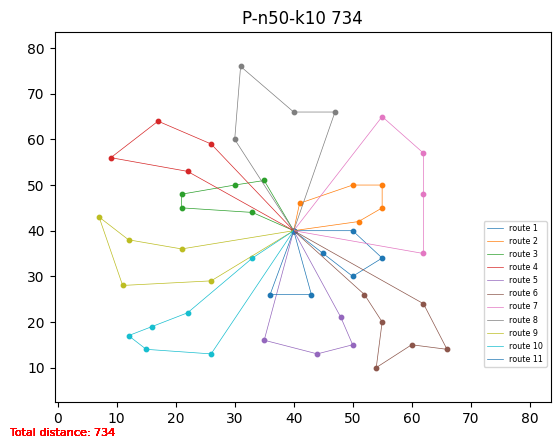 P-n50-k10 734
80
70
60
50
40
30
20
10
0 10 20 30 40 50 60 70 80
route 1
route 2
route 3
route 4
route 5
route 6
route 7
route 8
route 9
route 10
route 11
Total distance: 734